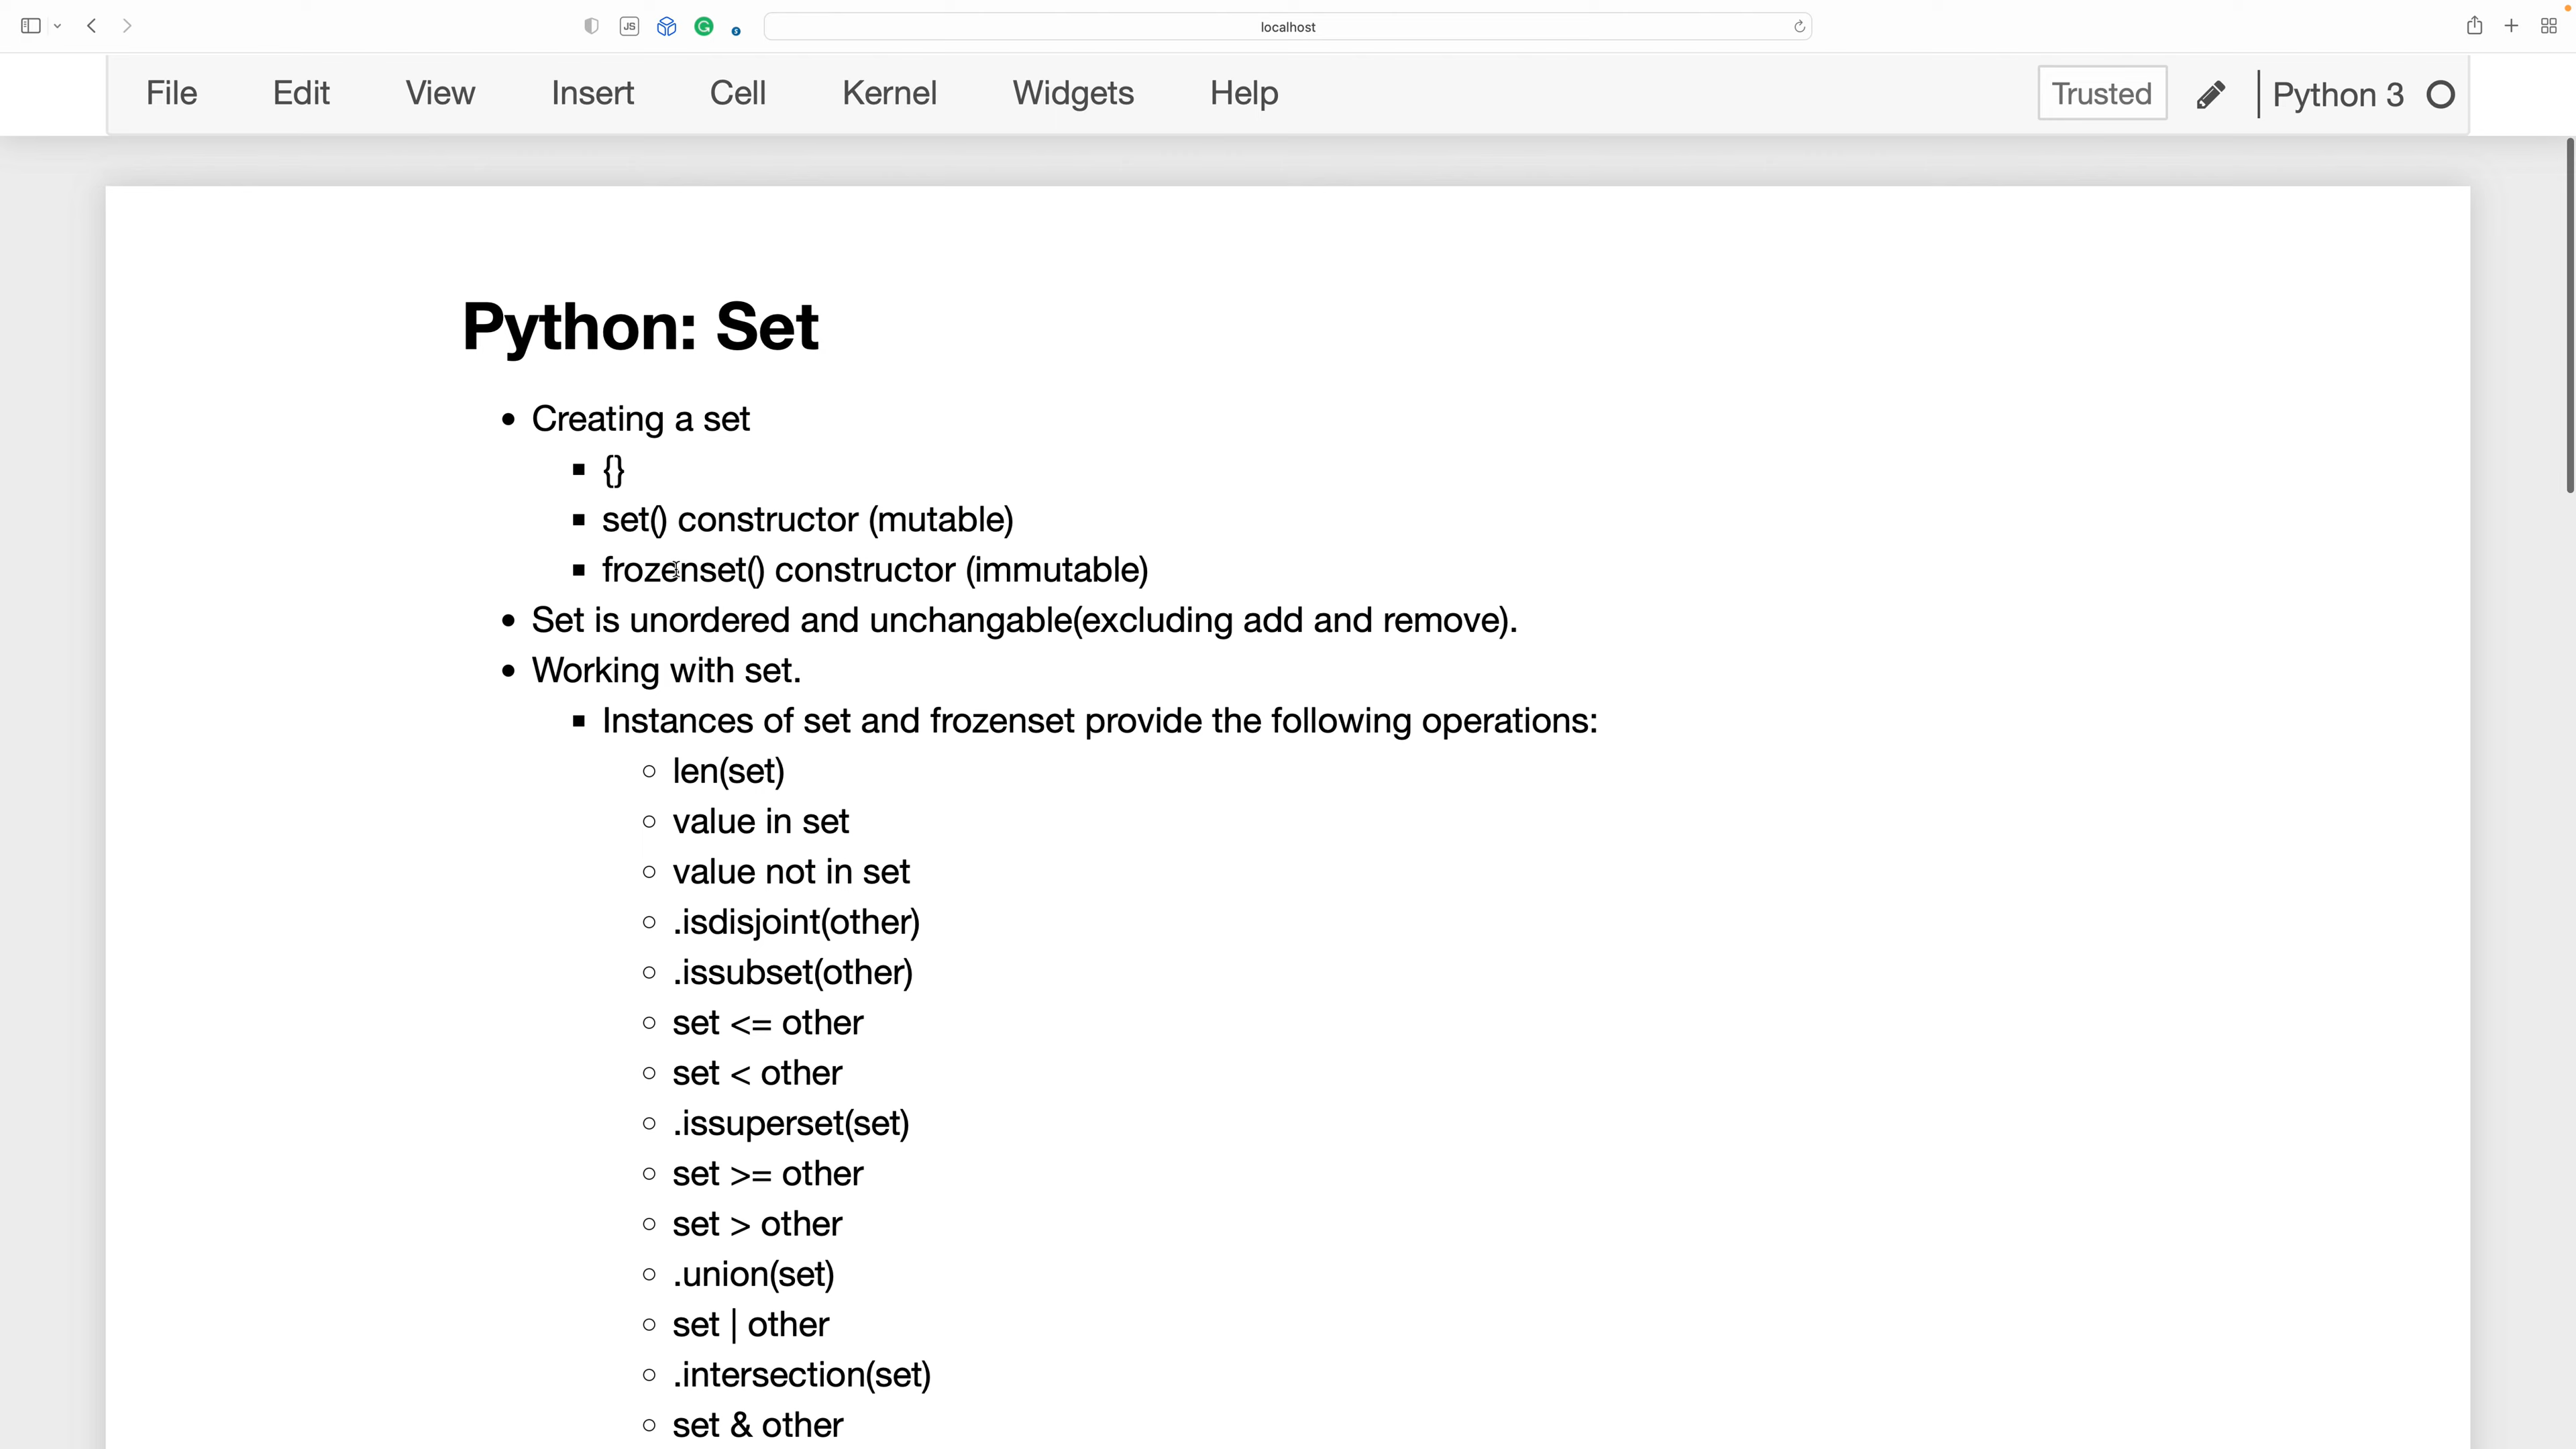 localhost
File Edit View Insert Cell Kernel Widgets Help Trusted Python 3
Python: Set
Creating a set
{}
set() constructor (mutable)
frozenset() constructor (immutable)
Set is unordered and unchangable(excluding add and remove).
Working with set.
Instances of set and frozenset provide the following operations:
len(set)
value in set
value not in set
.isdisjoint(other)
.issubset(other)
set <= other
set < other
.issuperset(set)
set >= other
set > other
.union(set)
set | other
.intersection(set)
set & other